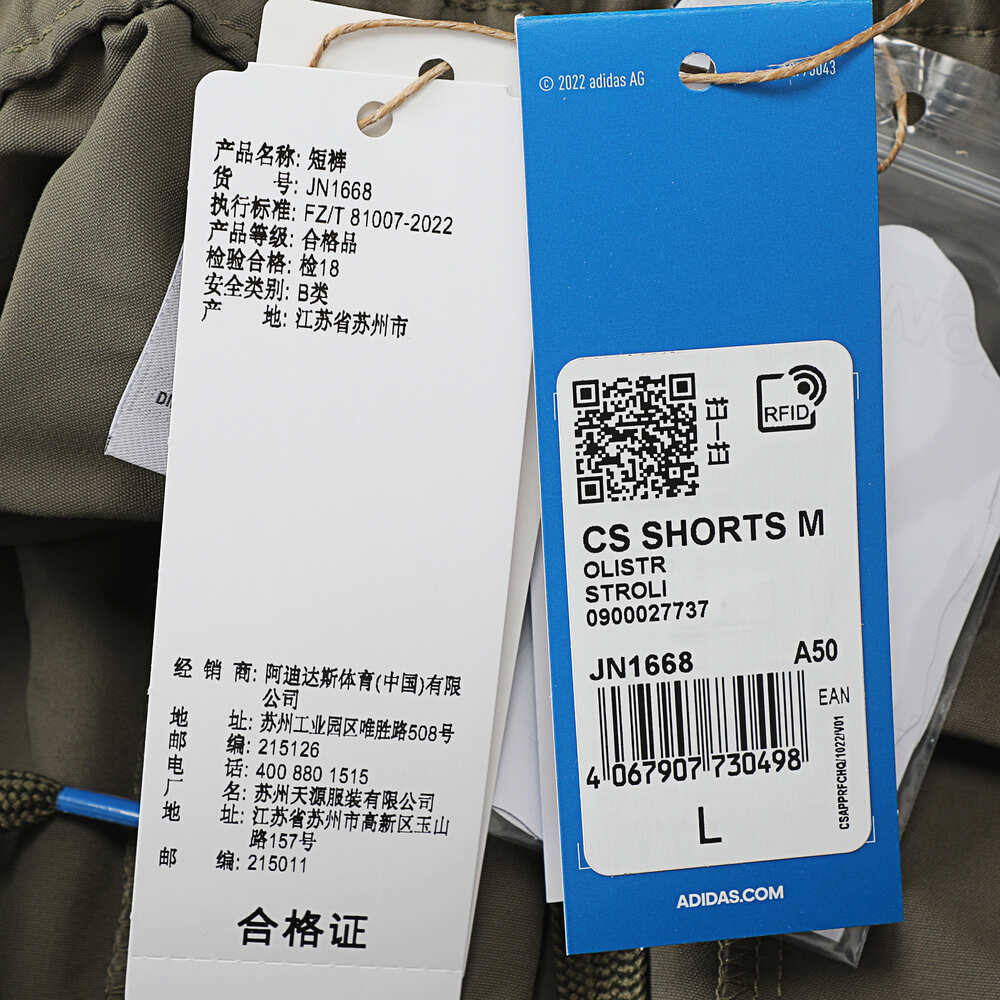 产品名称: 短裤
货 号: JN1668
执行标准: FZ/T 81007-2022
产品等级: 合格品
检验合格: 检18
安全类别: B类
产 地: 江苏省苏州市
经 销 商: 阿迪达斯体育(中国)有限
公司
地 址: 苏州工业园区唯胜路508号
邮 编: 215126
电 话: 400 880 1515
厂 名: 苏州天源服装有限公司
地 址: 江苏省苏州市高新区玉山
路157号
邮 编: 215011
合格证
© 2022 adidas AG
扫一扫
RFID
CS SHORTS M
OLISTR
STROLI
0900027737
JN1668 A50
EAN
4 067907 730498
CSAPPRFCHQ/1022/V01
L
ADIDAS.COM